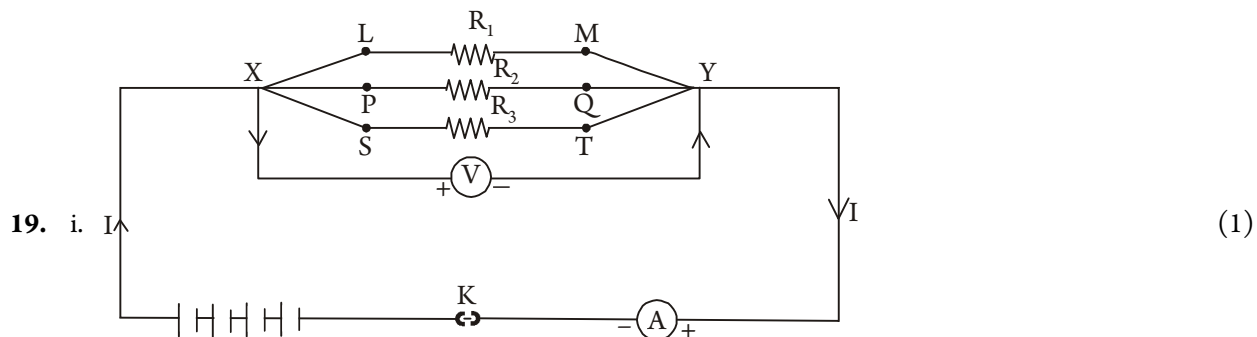 R₁
L M
X R₂ Y
P R₃ Q
S T
+ V −
19. i. I I (1)
K
− A +